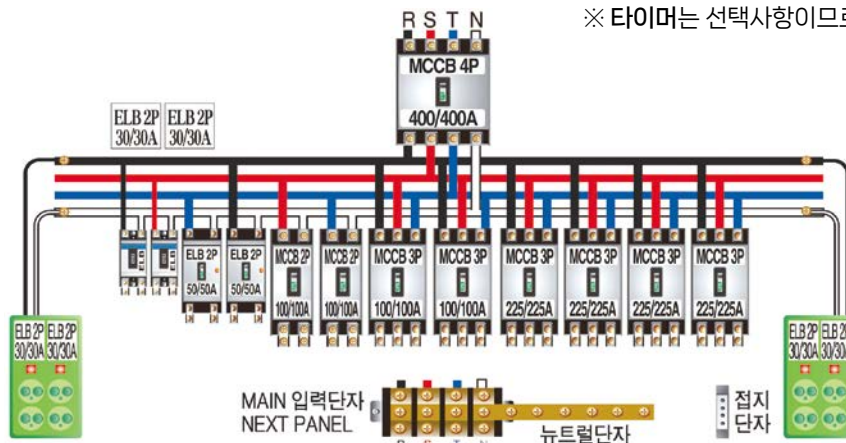 ※ 타이머는 선택사항이므로
R S T N
MCCB 4P
400/400A
ELB 2P
30/30A
ELB 2P
30/30A
ELB
ELB
ELB 2P
50/50A
ELB 2P
50/50A
MCCB 2P
100/100A
MCCB 2P
100/100A
MCCB 3P
100/100A
MCCB 3P
100/100A
MCCB 3P
225/225A
MCCB 3P
225/225A
MCCB 3P
225/225A
MCCB 3P
225/225A
ELB 2P
30/30A
ELB 2P
30/30A
ELB 2P
30/30A
ELB 2P
30/30A
MAIN 입력단자
NEXT PANEL
뉴트럴단자
접지
단자